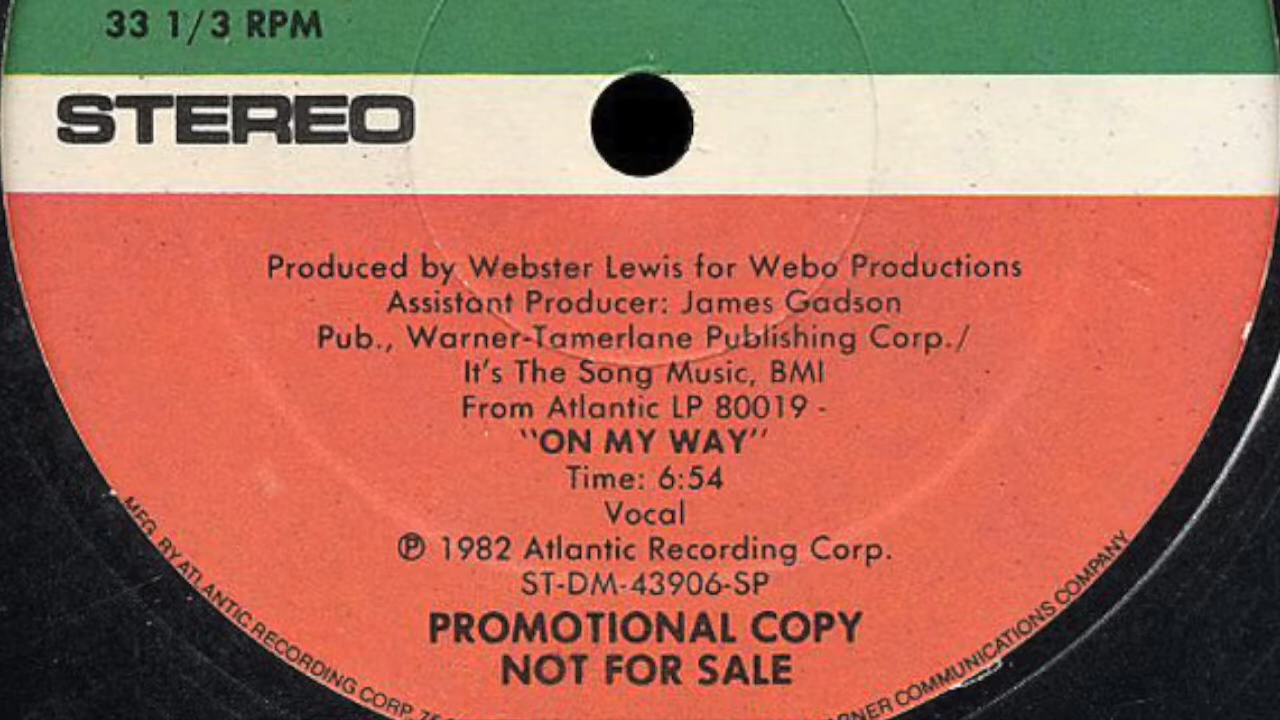 33 1/3 RPM
STEREO
Produced by Webster Lewis for Webo Productions
Assistant Producer: James Gadson
Pub., Warner-Tamerlane Publishing Corp./
It's The Song Music, BMI
From Atlantic LP 80019 -
"ON MY WAY"
Time: 6:54
Vocal
℗ 1982 Atlantic Recording Corp.
ST-DM-43906-SP
PROMOTIONAL COPY
NOT FOR SALE
MFG. BY ATLANTIC RECORDING CORP.
COMMUNICATIONS COMPANY